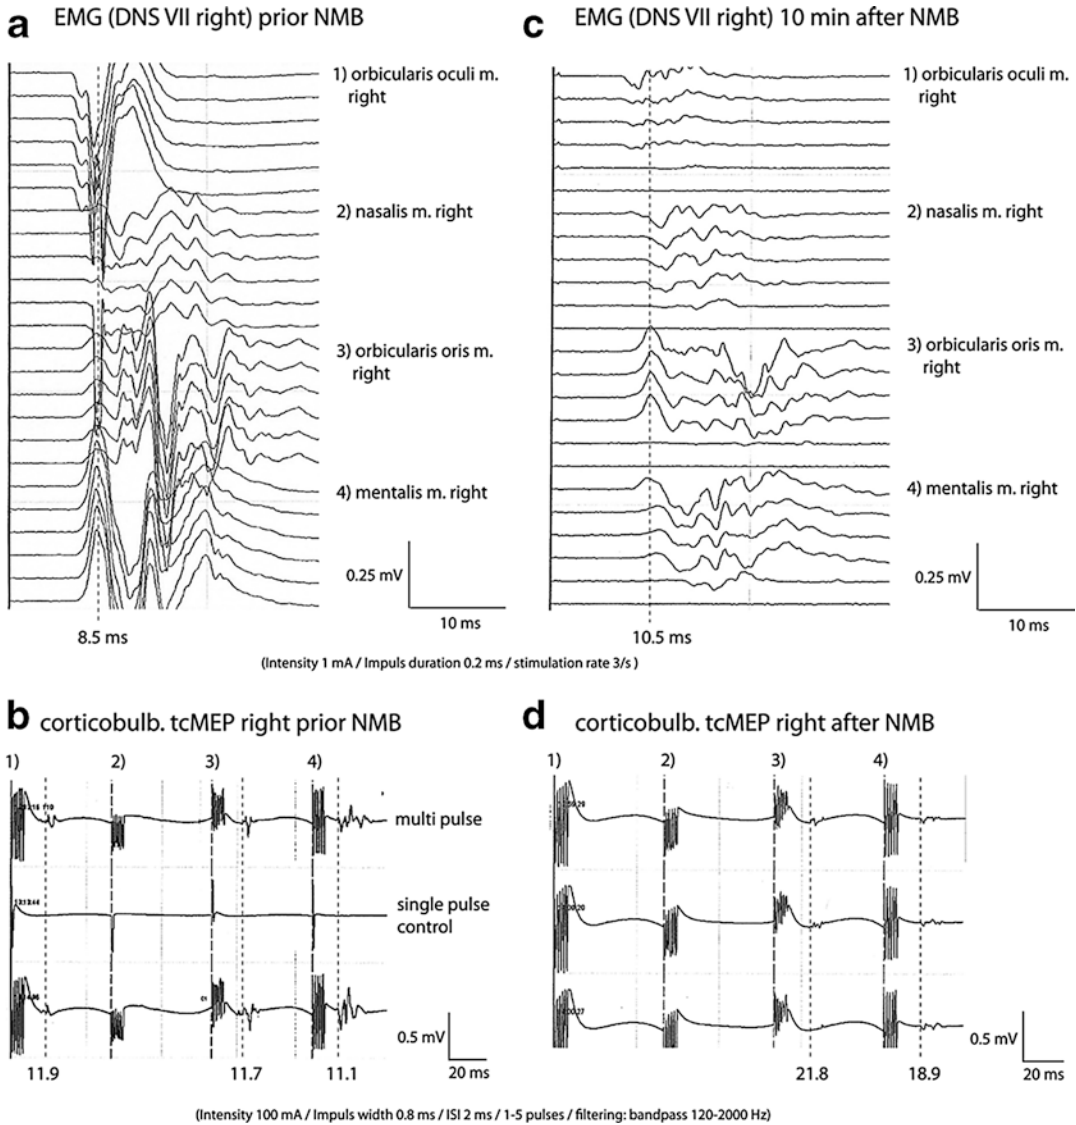 a EMG (DNS VII right) prior NMB
1) orbicularis oculi m.
right
2) nasalis m. right
3) orbicularis oris m.
right
4) mentalis m. right
0.25 mV
10 ms
8.5 ms
c EMG (DNS VII right) 10 min after NMB
1) orbicularis oculi m.
right
2) nasalis m. right
3) orbicularis oris m.
right
4) mentalis m. right
0.25 mV
10 ms
10.5 ms
(Intensity 1 mA / Impuls duration 0.2 ms / stimulation rate 3/s )
b corticobulb. tcMEP right prior NMB
1) 2) 3) 4)
multi pulse
single pulse
control
0.5 mV
20 ms
11.9 11.7 11.1
d corticobulb. tcMEP right after NMB
1) 2) 3) 4)
0.5 mV
20 ms
21.8 18.9
(Intensity 100 mA / Impuls width 0.8 ms / ISI 2 ms / 1-5 pulses / filtering: bandpass 120-2000 Hz)